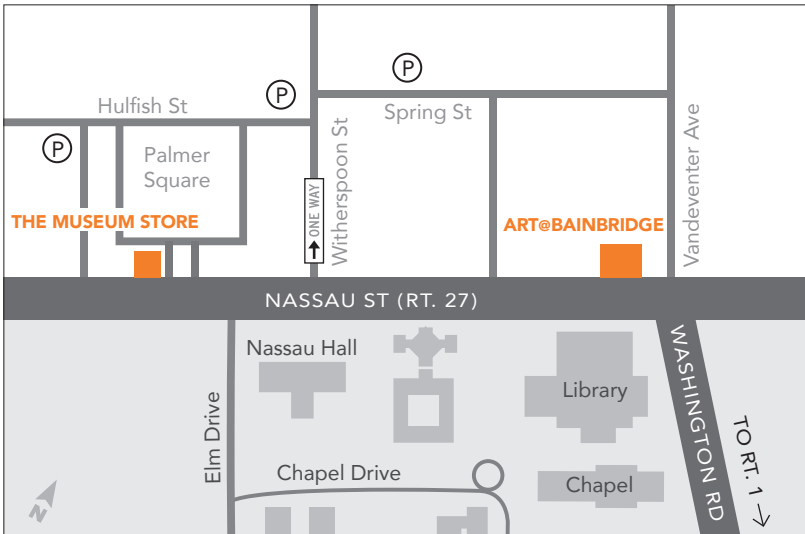 P
P
Hulfish St
Spring St
P
Palmer
Square
Witherspoon St
Vandeventer Ave
ONE WAY
THE MUSEUM STORE
ART@BAINBRIDGE
NASSAU ST (RT. 27)
Nassau Hall
Library
WASHINGTON RD
Elm Drive
TO RT. 1
Chapel Drive
Chapel
N